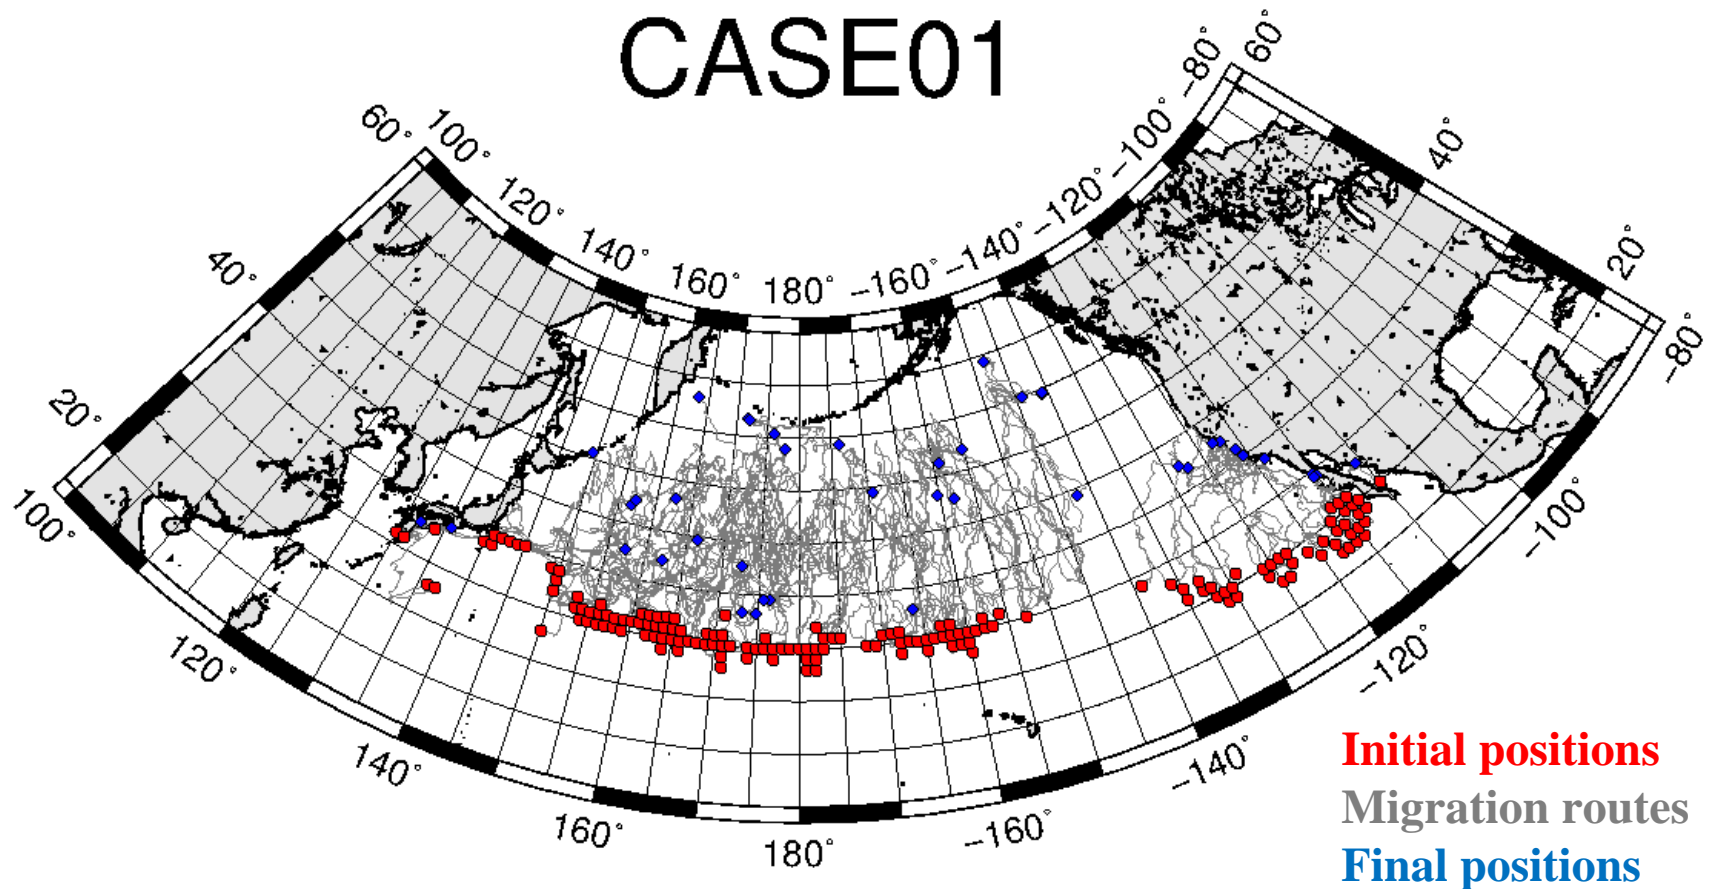 CASE01
60° 100° 120° 140° 160° 180° −160° −140° −120° −100° −80° 60°
40° 40°
20° 20°
100° 120° 140° 160° 180° −160° −140° −120° −100° −80°
Initial positions
Migration routes
Final positions